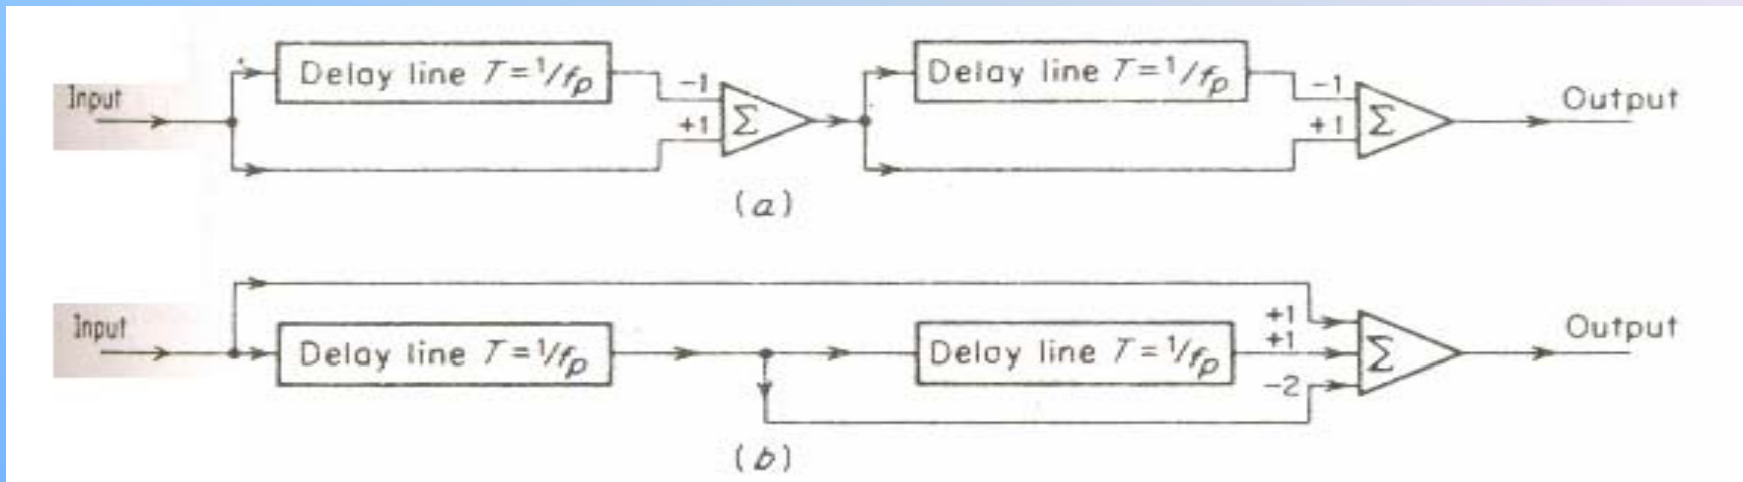 Delay line T=1/fp
Delay line T=1/fp
Input
-1
-1
Output
+1
Σ
+1
Σ
(a)
+1
Input
Output
Delay line T=1/fp
Delay line T=1/fp
+1
Σ
-2
(b)